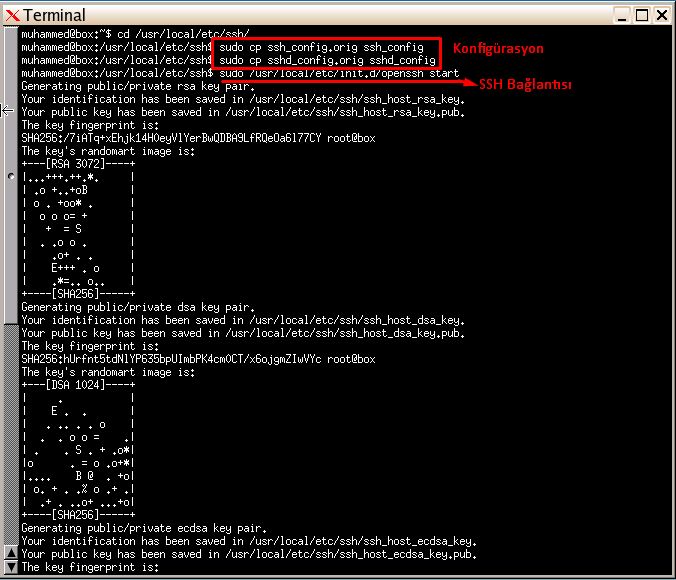 Terminal
muhammed@box:~$ cd /usr/local/etc/ssh/
muhammed@box:/usr/local/etc/ssh$ sudo cp ssh_config.orig ssh_config
Konfigürasyon
muhammed@box:/usr/local/etc/ssh$ sudo cp sshd_config.orig sshd_config
muhammed@box:/usr/local/etc/ssh$ sudo /usr/local/etc/init.d/openssh start
SSH Bağlantısı
Generating public/private rsa key pair.
Your identification has been saved in /usr/local/etc/ssh/ssh_host_rsa_key.
Your public key has been saved in /usr/local/etc/ssh/ssh_host_rsa_key.pub.
The key fingerprint is:
SHA256:/7iATq+xEhjk14H0eyVlYerBwQDBA9LfRQeOa6l77CY root@box
The key's randomart image is:
+---[RSA 3072]----+
|...+++.++.*.     |
| .o +..+oB       |
| o . +oo* .      |
|  o o o= +       |
|   +  = S        |
|  . .o o .       |
|    .o+ . .      |
|    E+++ . o     |
|    .*=.. o..    |
+----[SHA256]-----+
Generating public/private dsa key pair.
Your identification has been saved in /usr/local/etc/ssh/ssh_host_dsa_key.
Your public key has been saved in /usr/local/etc/ssh/ssh_host_dsa_key.pub.
The key fingerprint is:
SHA256:hUrfnt5tdNlYP635bpUImbPK4cmOCT/x6ojgmZIwVYc root@box
The key's randomart image is:
+---[DSA 1024]----+
|     .           |
|    E .  .       |
|   . .. . . o    |
|  .  . o o =    .|
| .    . S . + .o*|
|o      . = o .o+*|
|....    B @  . +o|
| o. + . .% o .+ .|
|  .+ . ..o+ ...+o|
+----[SHA256]-----+
Generating public/private ecdsa key pair.
Your identification has been saved in /usr/local/etc/ssh/ssh_host_ecdsa_key.
Your public key has been saved in /usr/local/etc/ssh/ssh_host_ecdsa_key.pub.
The key fingerprint is: